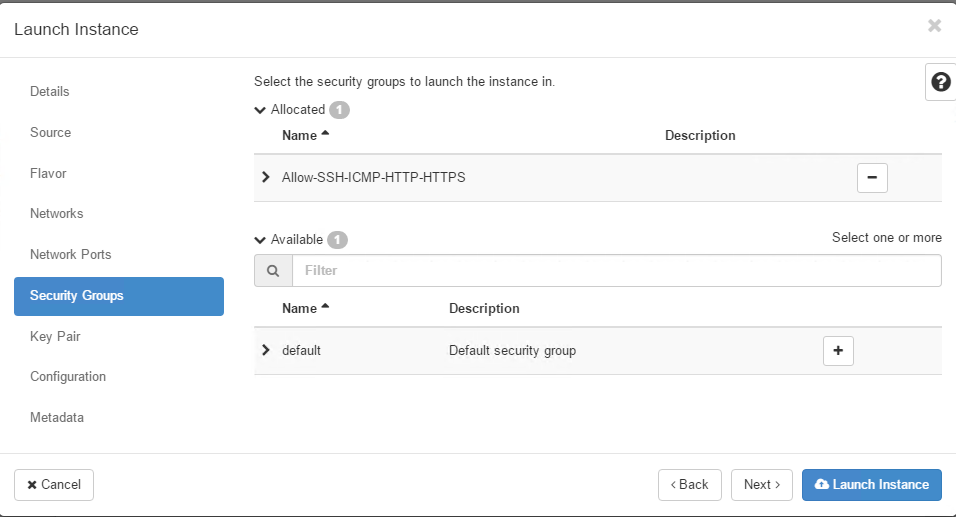 Launch Instance
Details
Source
Flavor
Networks
Network Ports
Security Groups
Key Pair
Configuration
Metadata
Select the security groups to launch the instance in.
Allocated 1
Name Description
Allow-SSH-ICMP-HTTP-HTTPS
Available 1 Select one or more
Filter
Name Description
default Default security group
Cancel < Back Next > Launch Instance